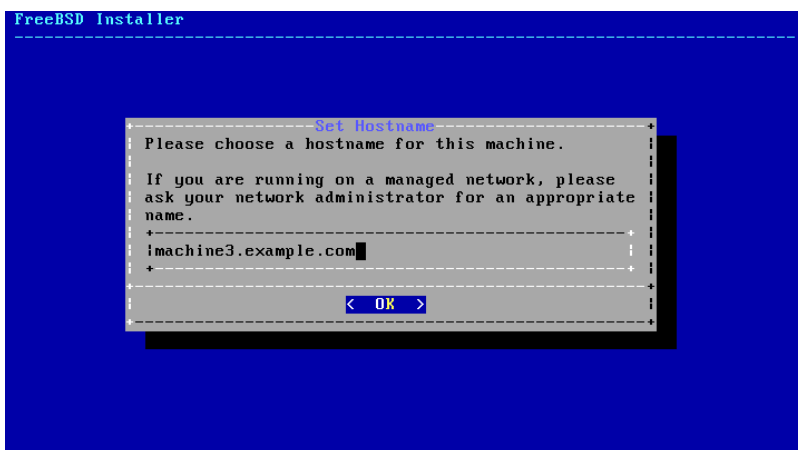 FreeBSD Installer
Set Hostname
Please choose a hostname for this machine.
If you are running on a managed network, please
ask your network administrator for an appropriate
name.
machine3.example.com
< OK >